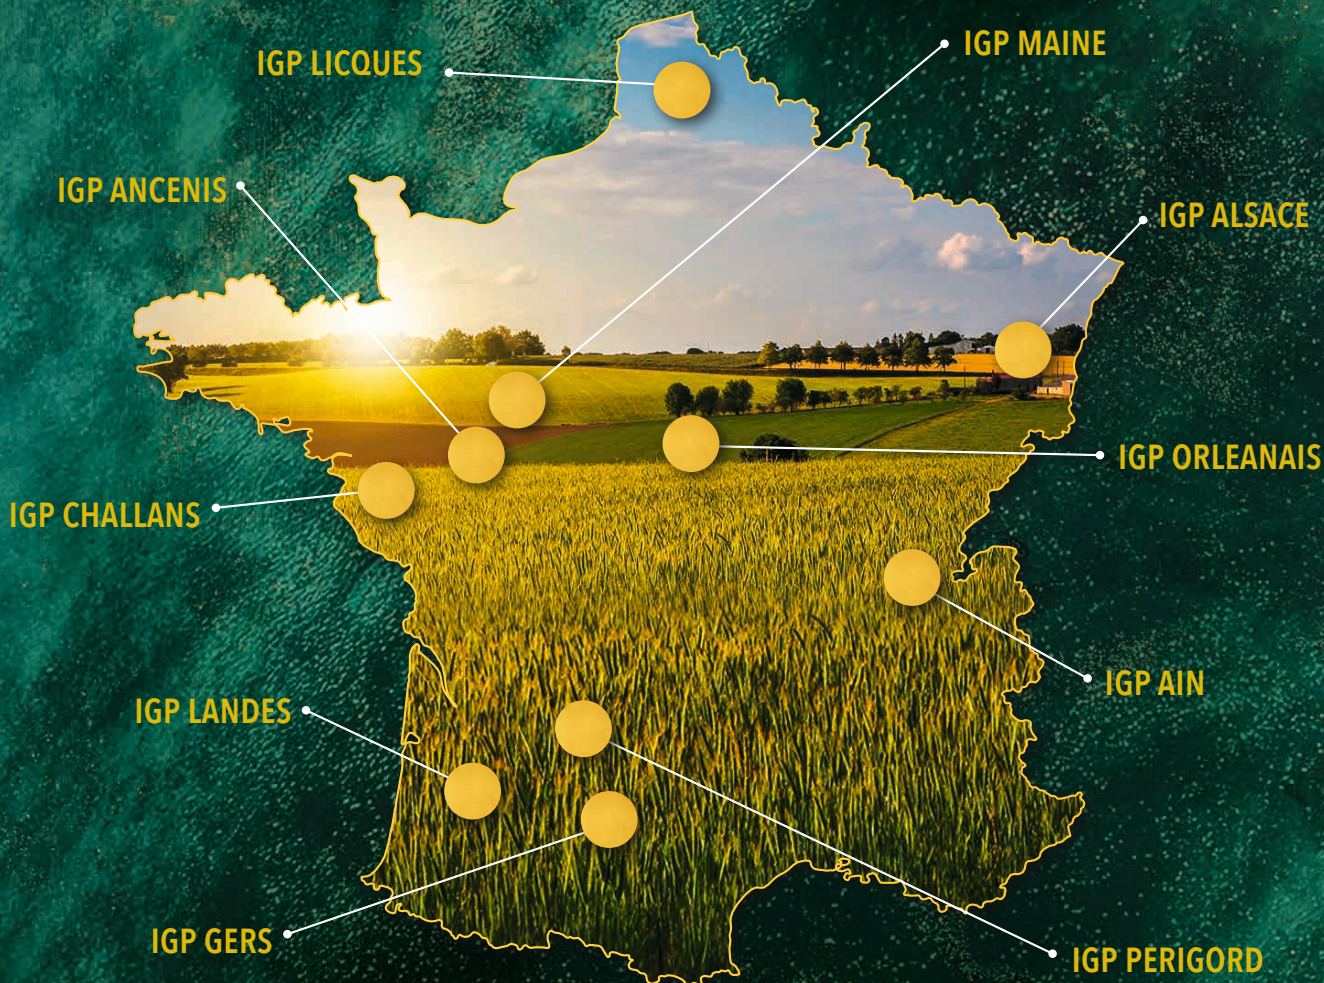 IGP MAINE
IGP LICQUES
IGP ANCENIS
IGP ALSACE
IGP ORLEANAIS
IGP CHALLANS
IGP AIN
IGP LANDES
IGP GERS
IGP PERIGORD